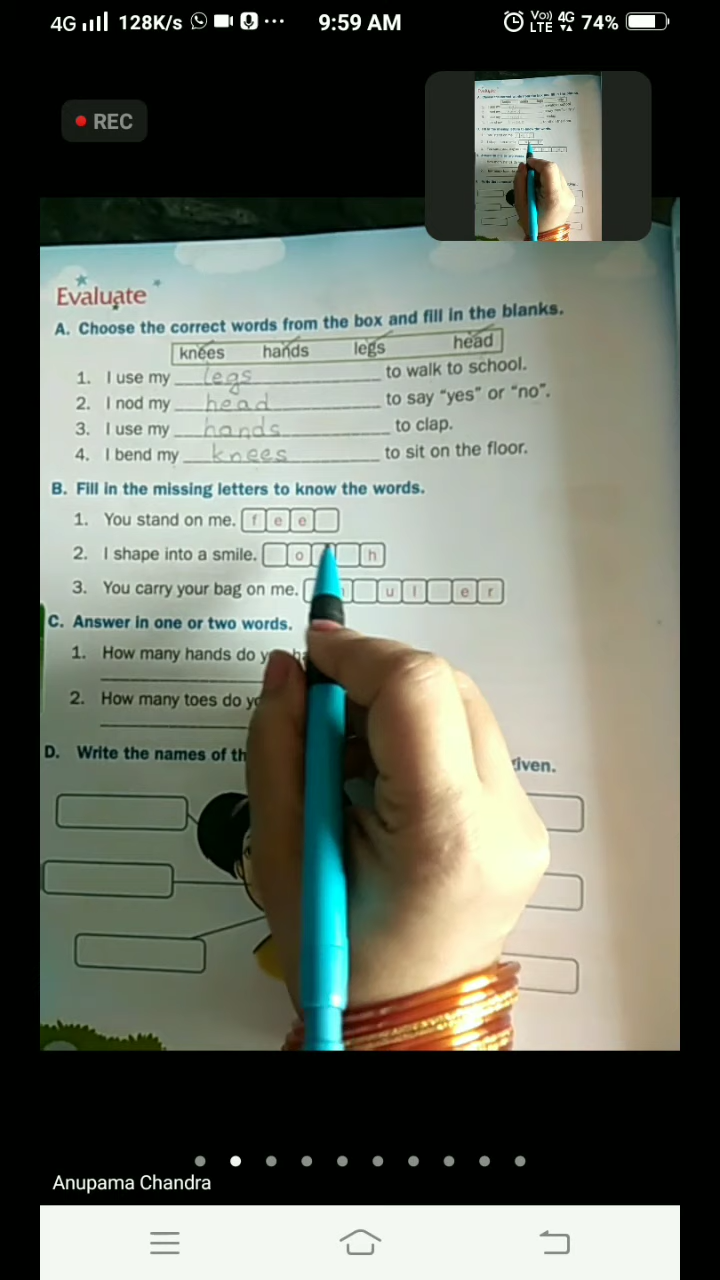 4G 128K/s ... 9:59 AM Vo) LTE 4G 74%
REC
Evaluate
A. Choose the correct words from the box and fill in the blanks.
knees hands legs head
1. I use my legs to walk to school.
2. I nod my head to say “yes” or “no”.
3. I use my hands to clap.
4. I bend my knees to sit on the floor.
B. Fill in the missing letters to know the words.
1. You stand on me. f e e
2. I shape into a smile. o h
3. You carry your bag on me. u l e r
C. Answer in one or two words.
1. How many hands do
2. How many toes do
D. Write the names of
Anupama Chandra